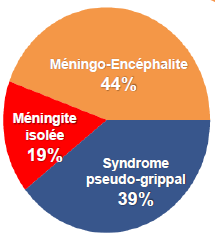 Méningo-Encéphalite
44%
Méningite
isolée
19%
Syndrome
pseudo-grippal
39%